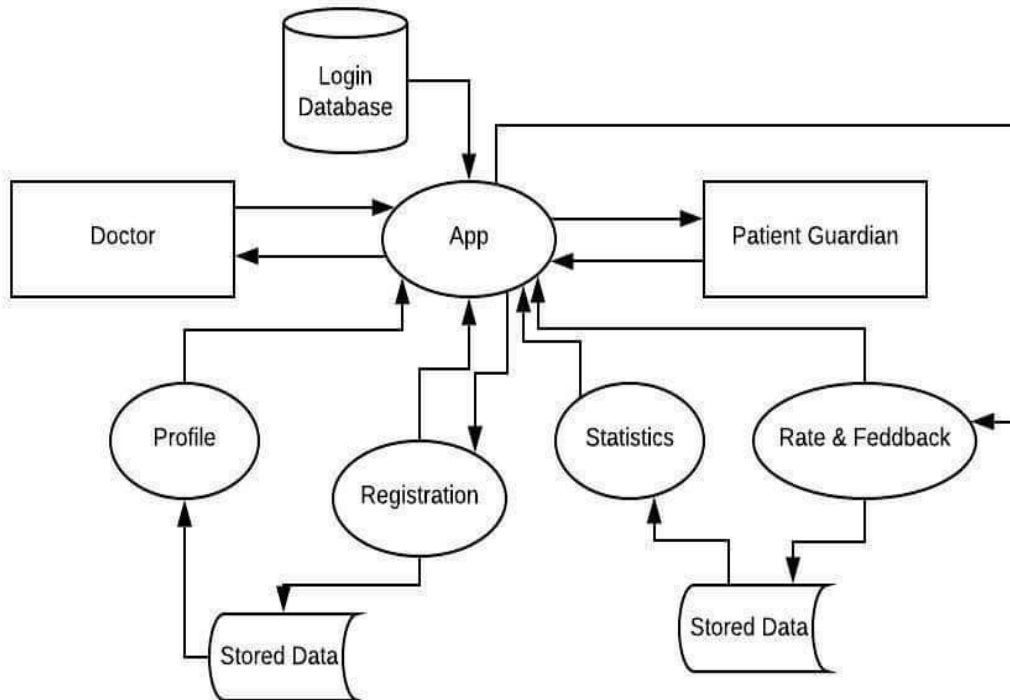 Login
Database
Doctor
App
Patient Guardian
Profile
Registration
Statistics
Rate & Feddback
Stored Data
Stored Data